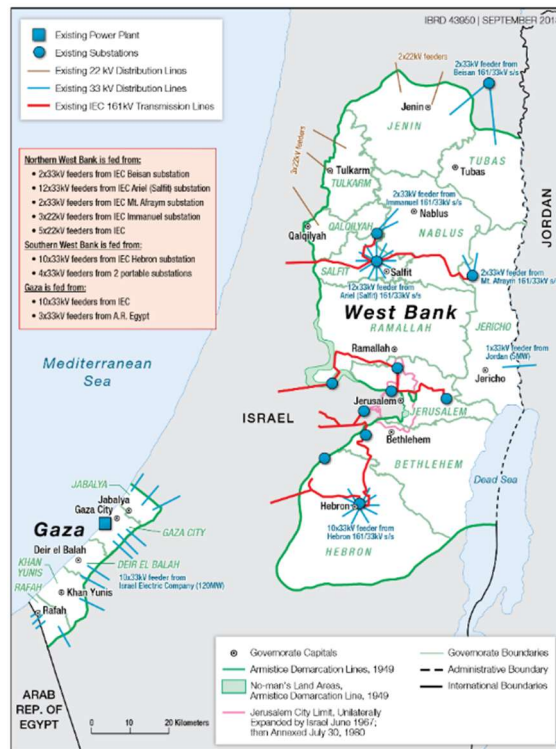 IBRD 43950 | SEPTEMBER
Existing Power Plant
Existing Substations
Existing 22 kV Distribution Lines
Existing 33 kV Distribution Lines
Existing IEC 161kV Transmission Lines
Northern West Bank is fed from:
• 2x33kV feeders from IEC Beisan substation
• 12x33kV feeders from IEC Ariel (Salfit) substation
• 2x33kV feeders from IEC Mt. Afraym substation
• 3x22kV feeders from IEC Immanuel substation
• 5x22kV feeders from IEC
Southern West Bank is fed from:
• 10x33kV feeders from IEC Hebron substation
• 4x33kV feeders from 2 portable substations
Gaza is fed from:
• 10x33kV feeders from IEC
• 3x33kV feeders from A.R. Egypt
2x22kV feeders
2x33kV feeder from
Beisan 161/33kV s/s
Jenin
JENIN
3x22kV feeders
TUBAS
Tubas
Tulkarm
TULKARM
2x33kV feeder from
Immanuel 161/33kV s/s
Nablus
QALQILYAH
Qalqilyah
NABLUS
JORDAN
SALFIT
Salfit
12x33kV feeder from
Ariel (Salfit) 161/33kV s/s
2x33kV feeder from
Mt. Afraym 161/33kV s/s
West Bank
RAMALLAH
JERICHO
1x33kV feeder from
Jordan (5MW)
Ramallah
Jericho
Mediterranean
Sea
ISRAEL
Jerusalem
JERUSALEM
Bethlehem
BETHLEHEM
Dead Sea
Hebron
10x33kV feeder from
Hebron 161/33kV s/s
HEBRON
JABALYA
Jabalya
Gaza City
Gaza
GAZA CITY
Deir el Balah
DEIR EL BALAH
KHAN
YUNIS
10x33kV feeder from
Israel Electric Company (120MW)
RAFAH
Khan Yunis
Rafah
ARAB
REP. OF
EGYPT
0 10 20 Kilometers
Governorate Capitals
Armistice Demarcation Lines, 1949
No-man's Land Areas,
Armistice Demarcation Line, 1949
Jerusalem City Limit, Unilaterally
Expanded by Israel June 1967;
then Annexed July 30, 1980
Governorate Boundaries
Administrative Boundary
International Boundaries